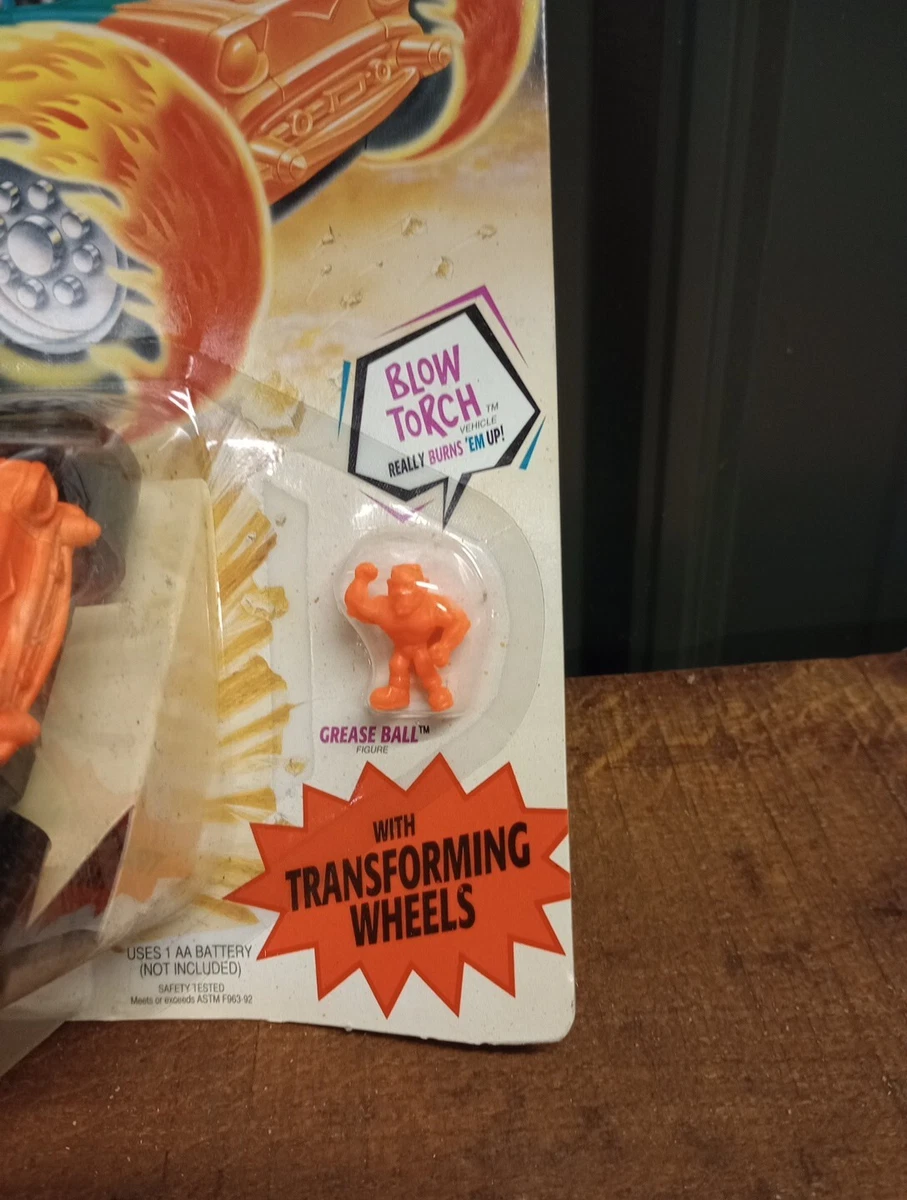 BLOW
TORCH™
VEHICLE
REALLY BURNS 'EM UP!
GREASE BALL™
FIGURE
WITH
TRANSFORMING
WHEELS
USES 1 AA BATTERY
(NOT INCLUDED)
SAFETY TESTED
Meets or exceeds ASTM F963-92